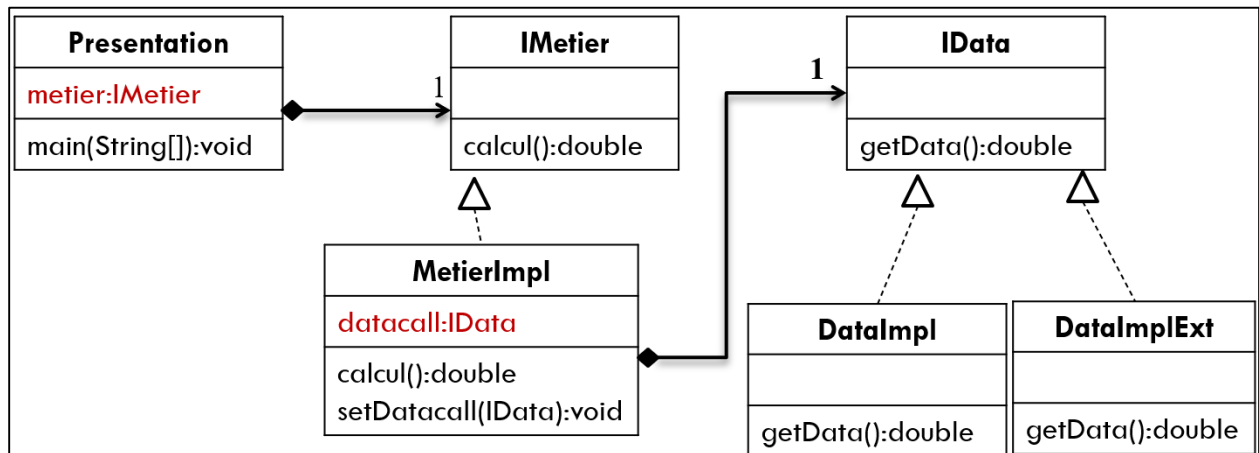 Presentation
metier:IMetier
main(String[]):void
1
IMetier
calcul():double
1
IData
getData():double
MetierImpl
datacall:IData
calcul():double
setDatacall(IData):void
DataImpl
getData():double
DataImplExt
getData():double